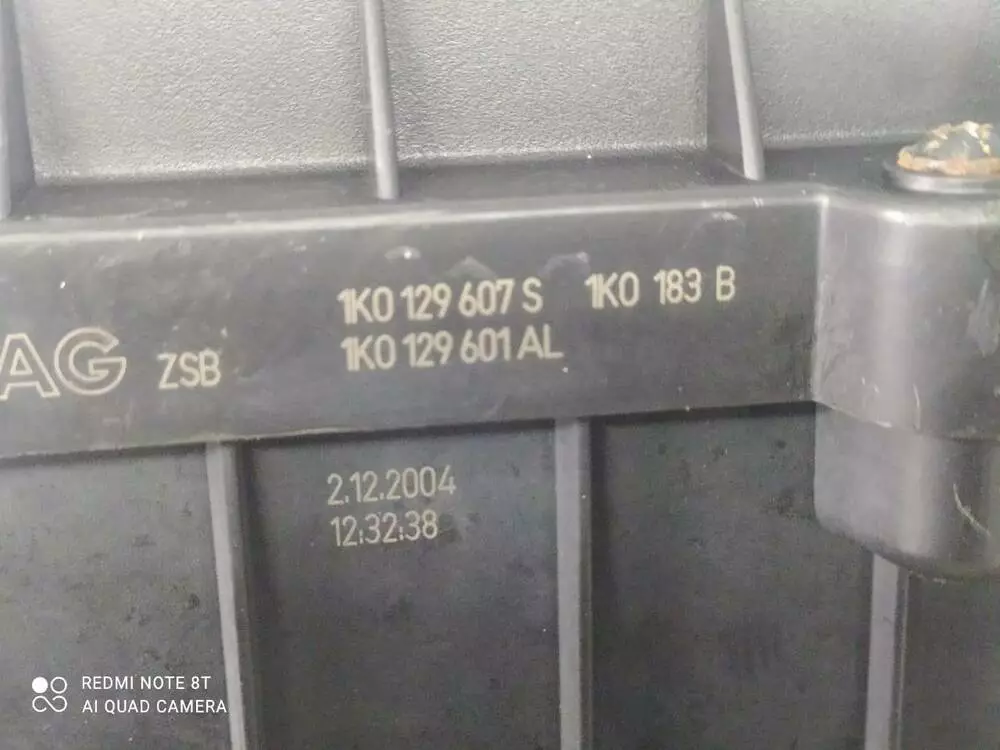 1K0 129 607 S 1K0 183 B
AG ZSB 1K0 129 601 AL
2.12.2004
12:32:38
REDMI NOTE 8T
AI QUAD CAMERA